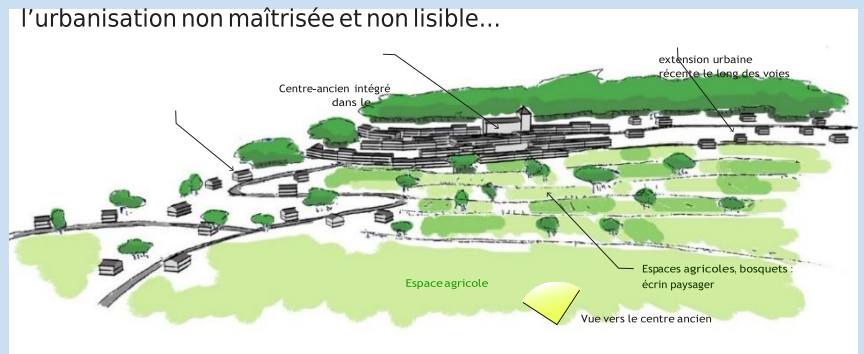 l’urbanisation non maîtrisée et non lisible...
extension urbaine
récente le long des voies
Centre-ancien intégré
dans le
Espaces agricoles, bosquets :
écrin paysager
Espace agricole
Vue vers le centre ancien